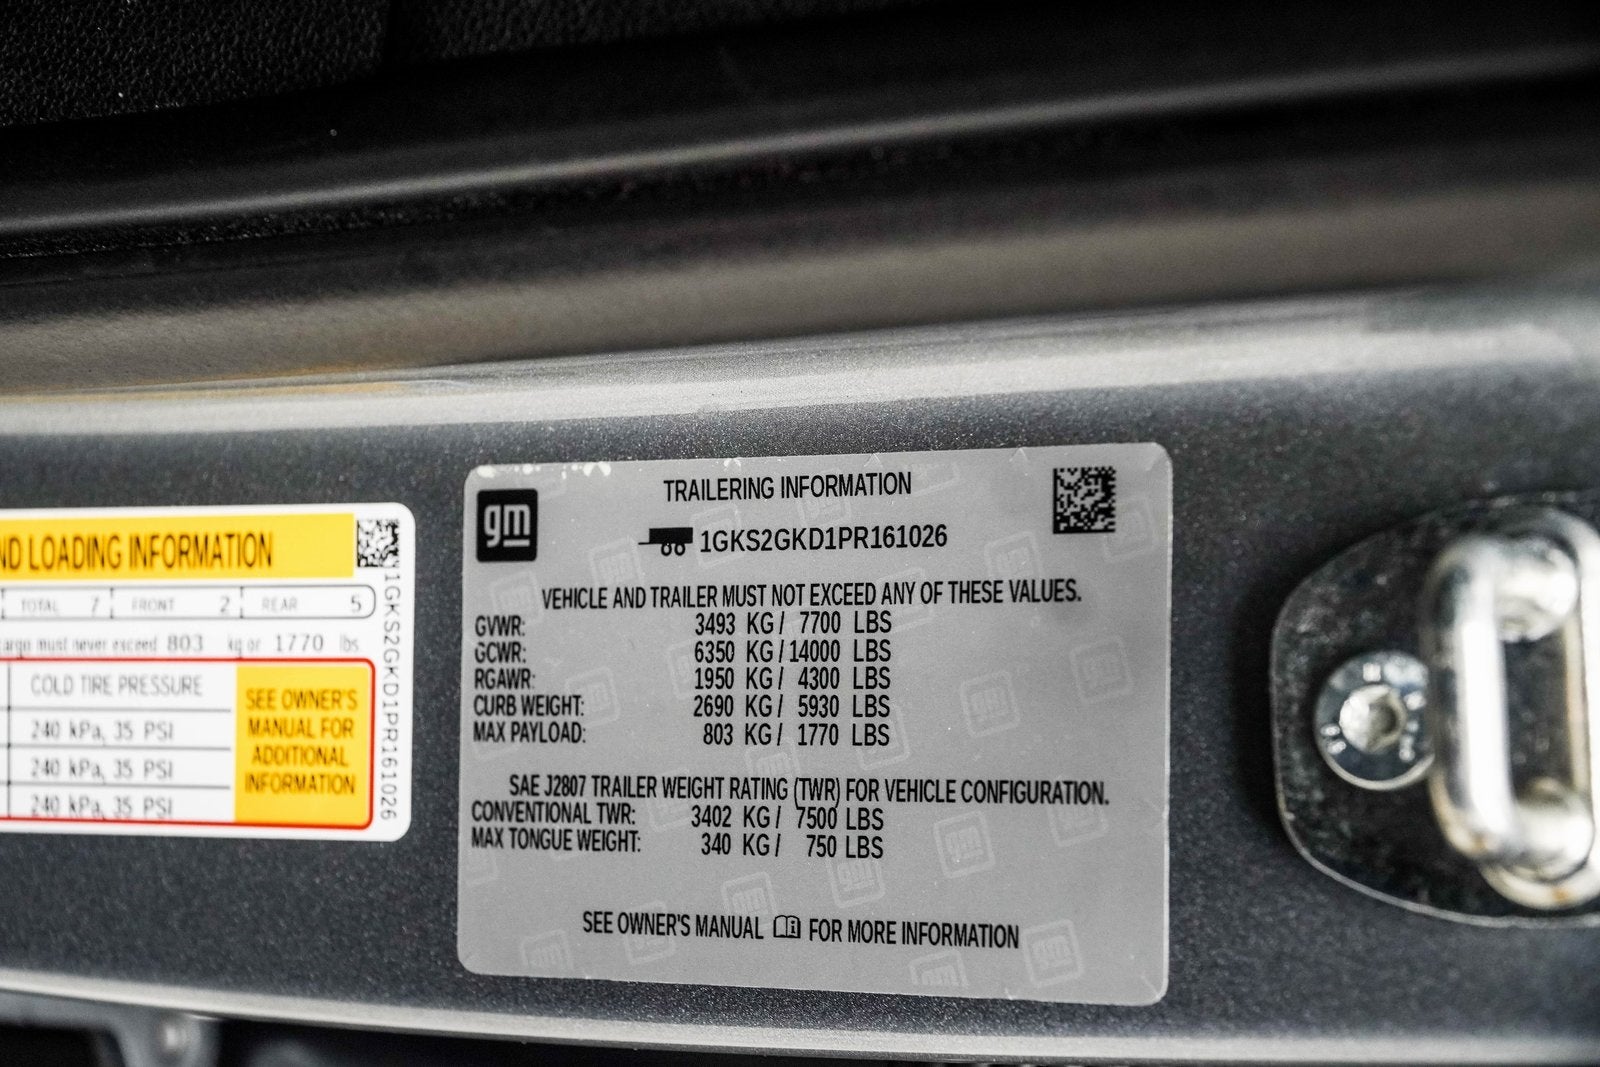 ND LOADING INFORMATION
TOTAL 7 FRONT 2 REAR 5
cargo must never exceed 803 kg or 1770 lbs.
COLD TIRE PRESSURE
240 kPa, 35 PSI
240 kPa, 35 PSI
240 kPa, 35 PSI
SEE OWNER'S
MANUAL FOR
ADDITIONAL
INFORMATION
1GKS2GKD1PR161026
gm
TRAILERING INFORMATION
1GKS2GKD1PR161026
VEHICLE AND TRAILER MUST NOT EXCEED ANY OF THESE VALUES.
GVWR: 3493 KG/ 7700 LBS
GCWR: 6350 KG/14000 LBS
RGAWR: 1950 KG/ 4300 LBS
CURB WEIGHT: 2690 KG/ 5930 LBS
MAX PAYLOAD: 803 KG/ 1770 LBS
SAE J2807 TRAILER WEIGHT RATING (TWR) FOR VEHICLE CONFIGURATION.
CONVENTIONAL TWR: 3402 KG/ 7500 LBS
MAX TONGUE WEIGHT: 340 KG/ 750 LBS
SEE OWNER'S MANUAL FOR MORE INFORMATION